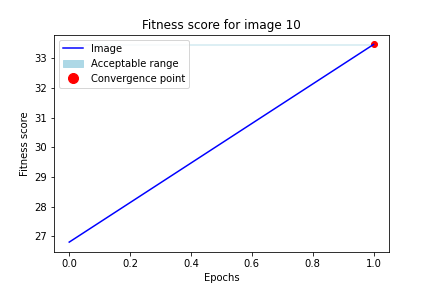 Fitness score for image 10
Image
Acceptable range
Convergence point
Fitness score
33
32
31
30
29
28
27
0.0 0.2 0.4 0.6 0.8 1.0
Epochs